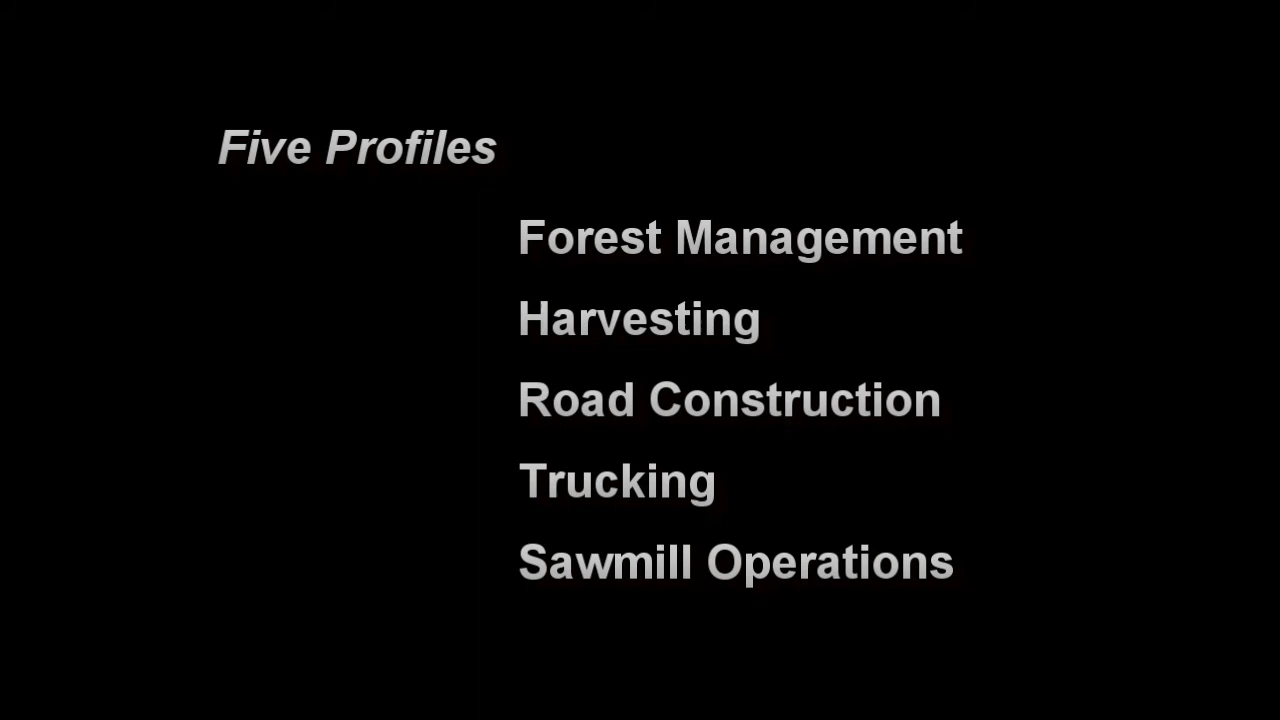 Five Profiles
Forest Management
Harvesting
Road Construction
Trucking
Sawmill Operations